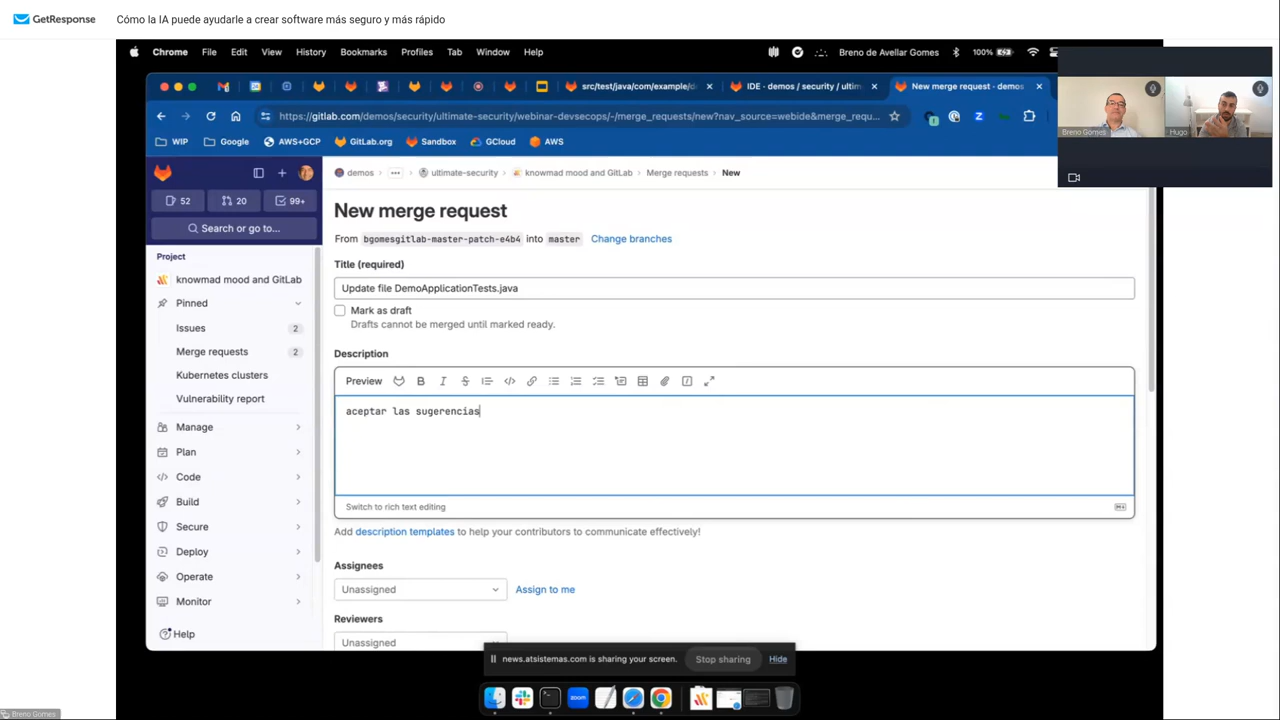 GetResponse Cómo la IA puede ayudarle a crear software más seguro y más rápido
Chrome File Edit View History Bookmarks Profiles Tab Window Help Breno de Avellar Gomes 100%
src/test/java/com/example/d IDE - demos / security / ultim New merge request - demos
https://gitlab.com/demos/security/ultimate-security/webinar-devsecops/-/merge_requests/new?nav_source=webide&merge_requ...
WIP Google AWS+GCP GitLab.org Sandbox GCloud AWS
Breno Gomes Hugo
demos ... ultimate-security knowmad mood and GitLab Merge requests New
52 20 99+
Search or go to...
Project
knowmad mood and GitLab
Pinned
Issues 2
Merge requests 2
Kubernetes clusters
Vulnerability report
Manage
Plan
Code
Build
Secure
Deploy
Operate
Monitor
Help
New merge request
From bgomesgitlab-master-patch-e4b4 into master Change branches
Title (required)
Update file DemoApplicationTests.java
Mark as draft
Drafts cannot be merged until marked ready.
Description
Preview
aceptar las sugerencias
Switch to rich text editing
Add description templates to help your contributors to communicate effectively!
Assignees
Unassigned Assign to me
Reviewers
Unassigned
news.atsistemas.com is sharing your screen. Stop sharing Hide
zoom
Breno Gomes